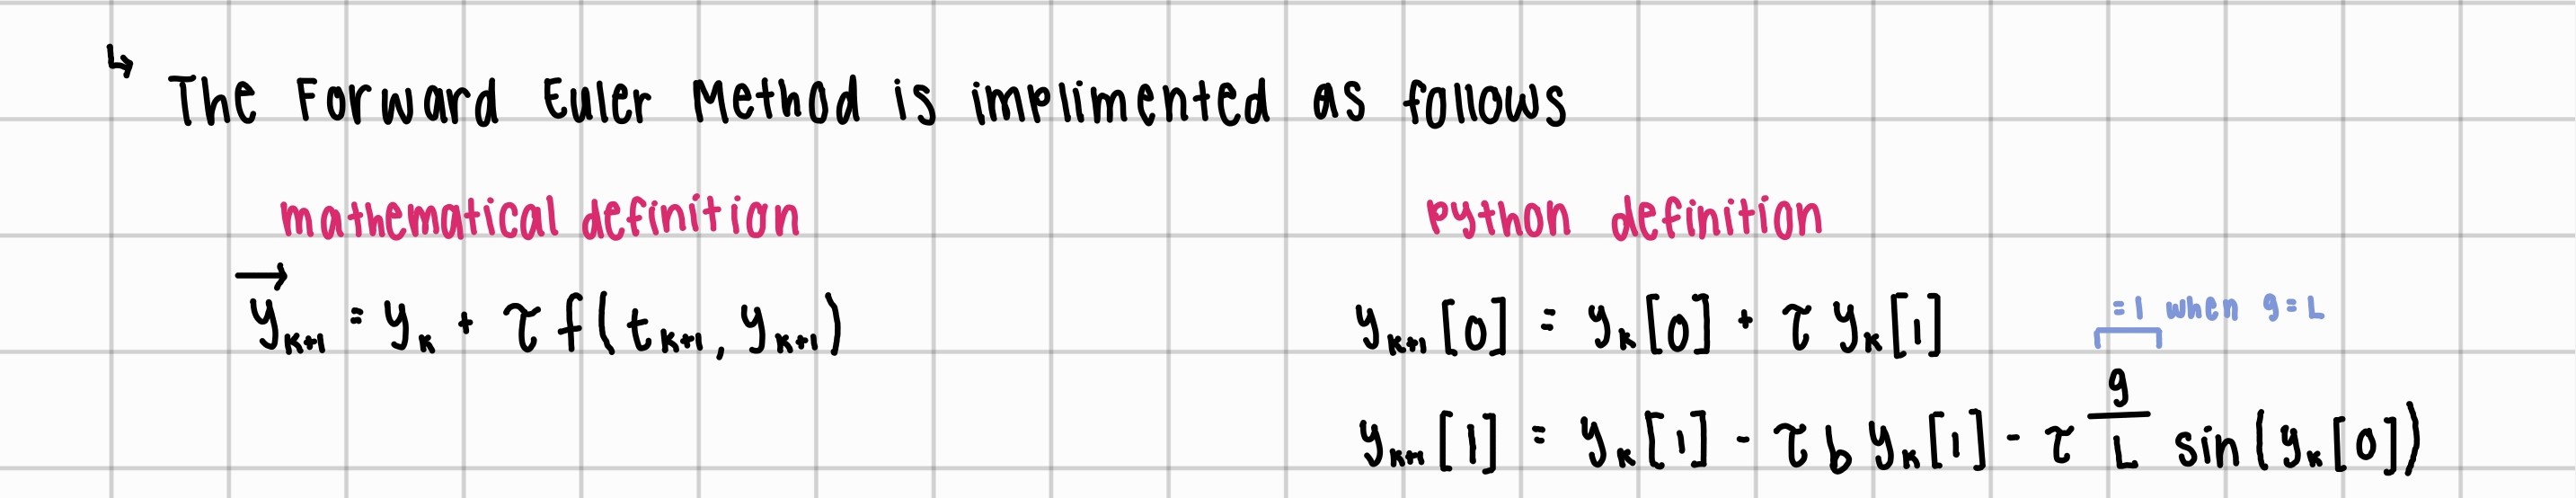 ↳ The Forward Euler Method is implimented as follows
mathematical definition
python definition
$\overrightarrow{y}_{k+1} = y_k + \tau f(t_{k+1}, y_{k+1})$
$y_{k+1}[0] = y_k[0] + \tau y_k[1]$
=1 when g=L
$y_{k+1}[1] = y_k[1] - \tau b y_k[1] - \tau \frac{g}{L} \sin(y_k[0])$